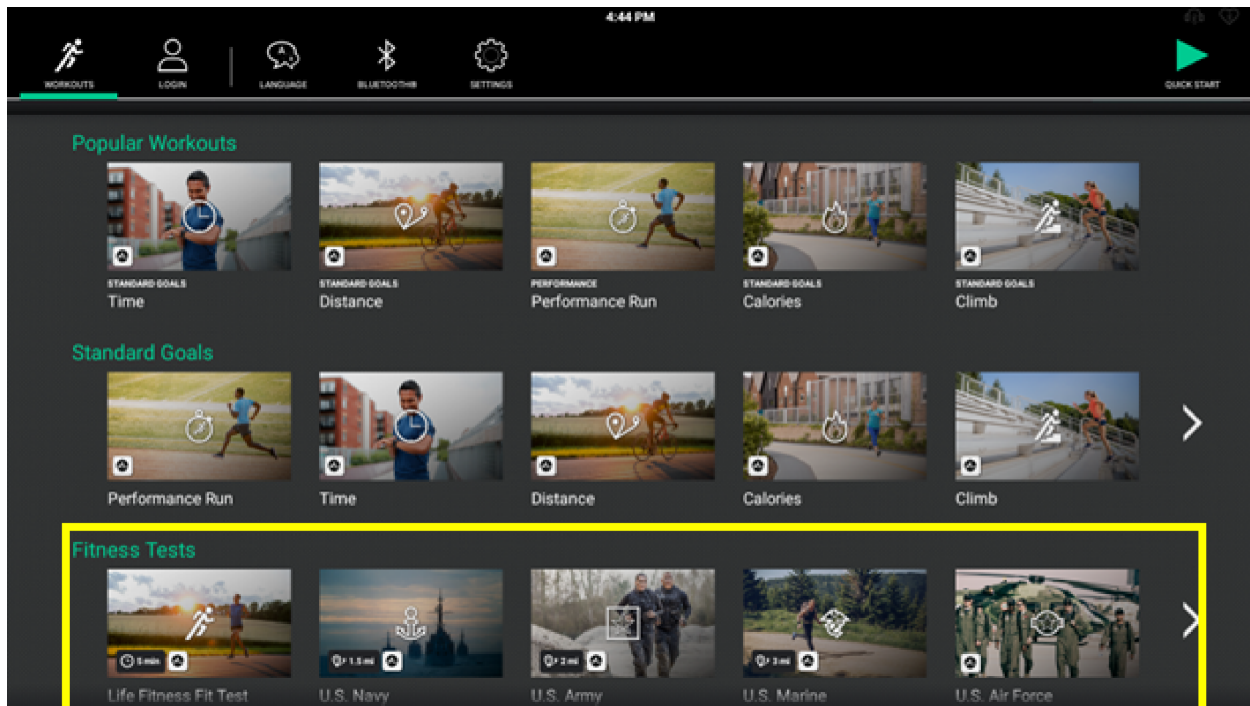 4:44 PM
WORKOUTS
LOGIN
LANGUAGE
BLUETOOTH®
SETTINGS
QUICK START
Popular Workouts
STANDARD GOALS
Time
STANDARD GOALS
Distance
PERFORMANCE
Performance Run
STANDARD GOALS
Calories
STANDARD GOALS
Climb
Standard Goals
Performance Run
Time
Distance
Calories
Climb
Fitness Tests
5 min
1.5 mi
2 mi
3 mi
Life Fitness Fit Test
U.S. Navy
U.S. Army
U.S. Marine
U.S. Air Force